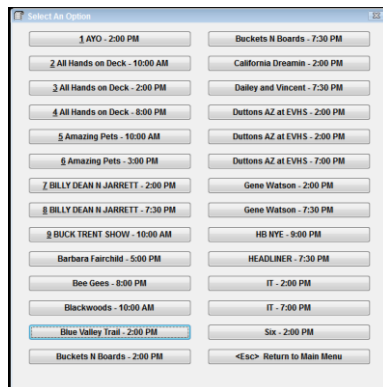 Select An Option
1 AYO - 2:00 PM
2 All Hands on Deck - 10:00 AM
3 All Hands on Deck - 2:00 PM
4 All Hands on Deck - 8:00 PM
5 Amazing Pets - 10:00 AM
6 Amazing Pets - 3:00 PM
7 BILLY DEAN N JARRETT - 2:00 PM
8 BILLY DEAN N JARRETT - 7:30 PM
9 BUCK TRENT SHOW - 10:00 AM
Barbara Fairchild - 5:00 PM
Bee Gees - 8:00 PM
Blackwoods - 10:00 AM
Blue Valley Trail - 2:00 PM
Buckets N Boards - 2:00 PM
Buckets N Boards - 7:30 PM
California Dreamin - 2:00 PM
Dailey and Vincent - 7:30 PM
Duttons AZ at EVHS - 2:00 PM
Duttons AZ at EVHS - 2:00 PM
Duttons AZ at EVHS - 7:00 PM
Gene Watson - 2:00 PM
Gene Watson - 7:30 PM
HB NYE - 9:00 PM
HEADLINER - 7:30 PM
IT - 2:00 PM
IT - 7:00 PM
Six - 2:00 PM
<Esc> Return to Main Menu